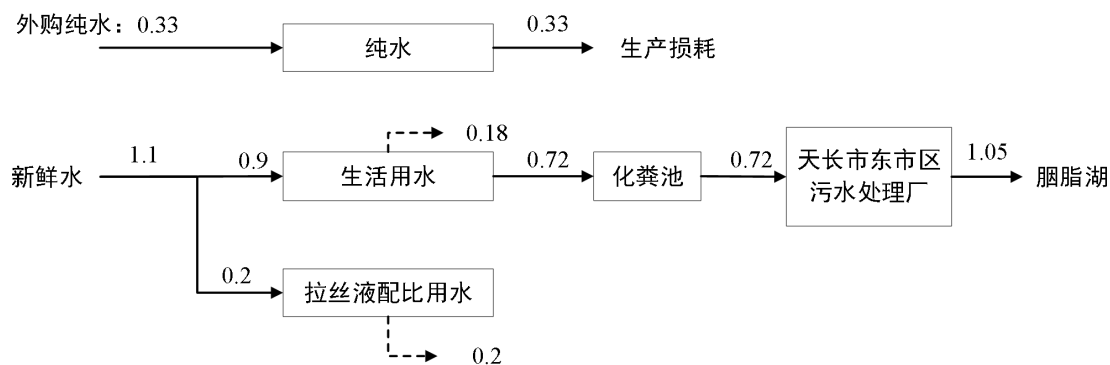 外购纯水：0.33
纯水
0.33
生产损耗
新鲜水
1.1
0.9
生活用水
0.18
0.72
化粪池
0.72
天长市东市区
污水处理厂
1.05
胭脂湖
0.2
拉丝液配比用水
0.2